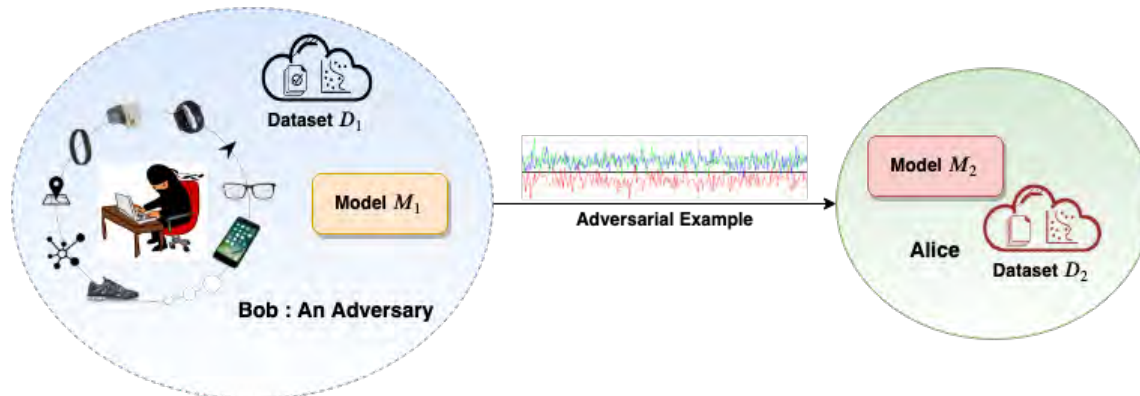 Dataset D₁
Model M₁
Bob : An Adversary
Adversarial Example
Model M₂
Alice
Dataset D₂